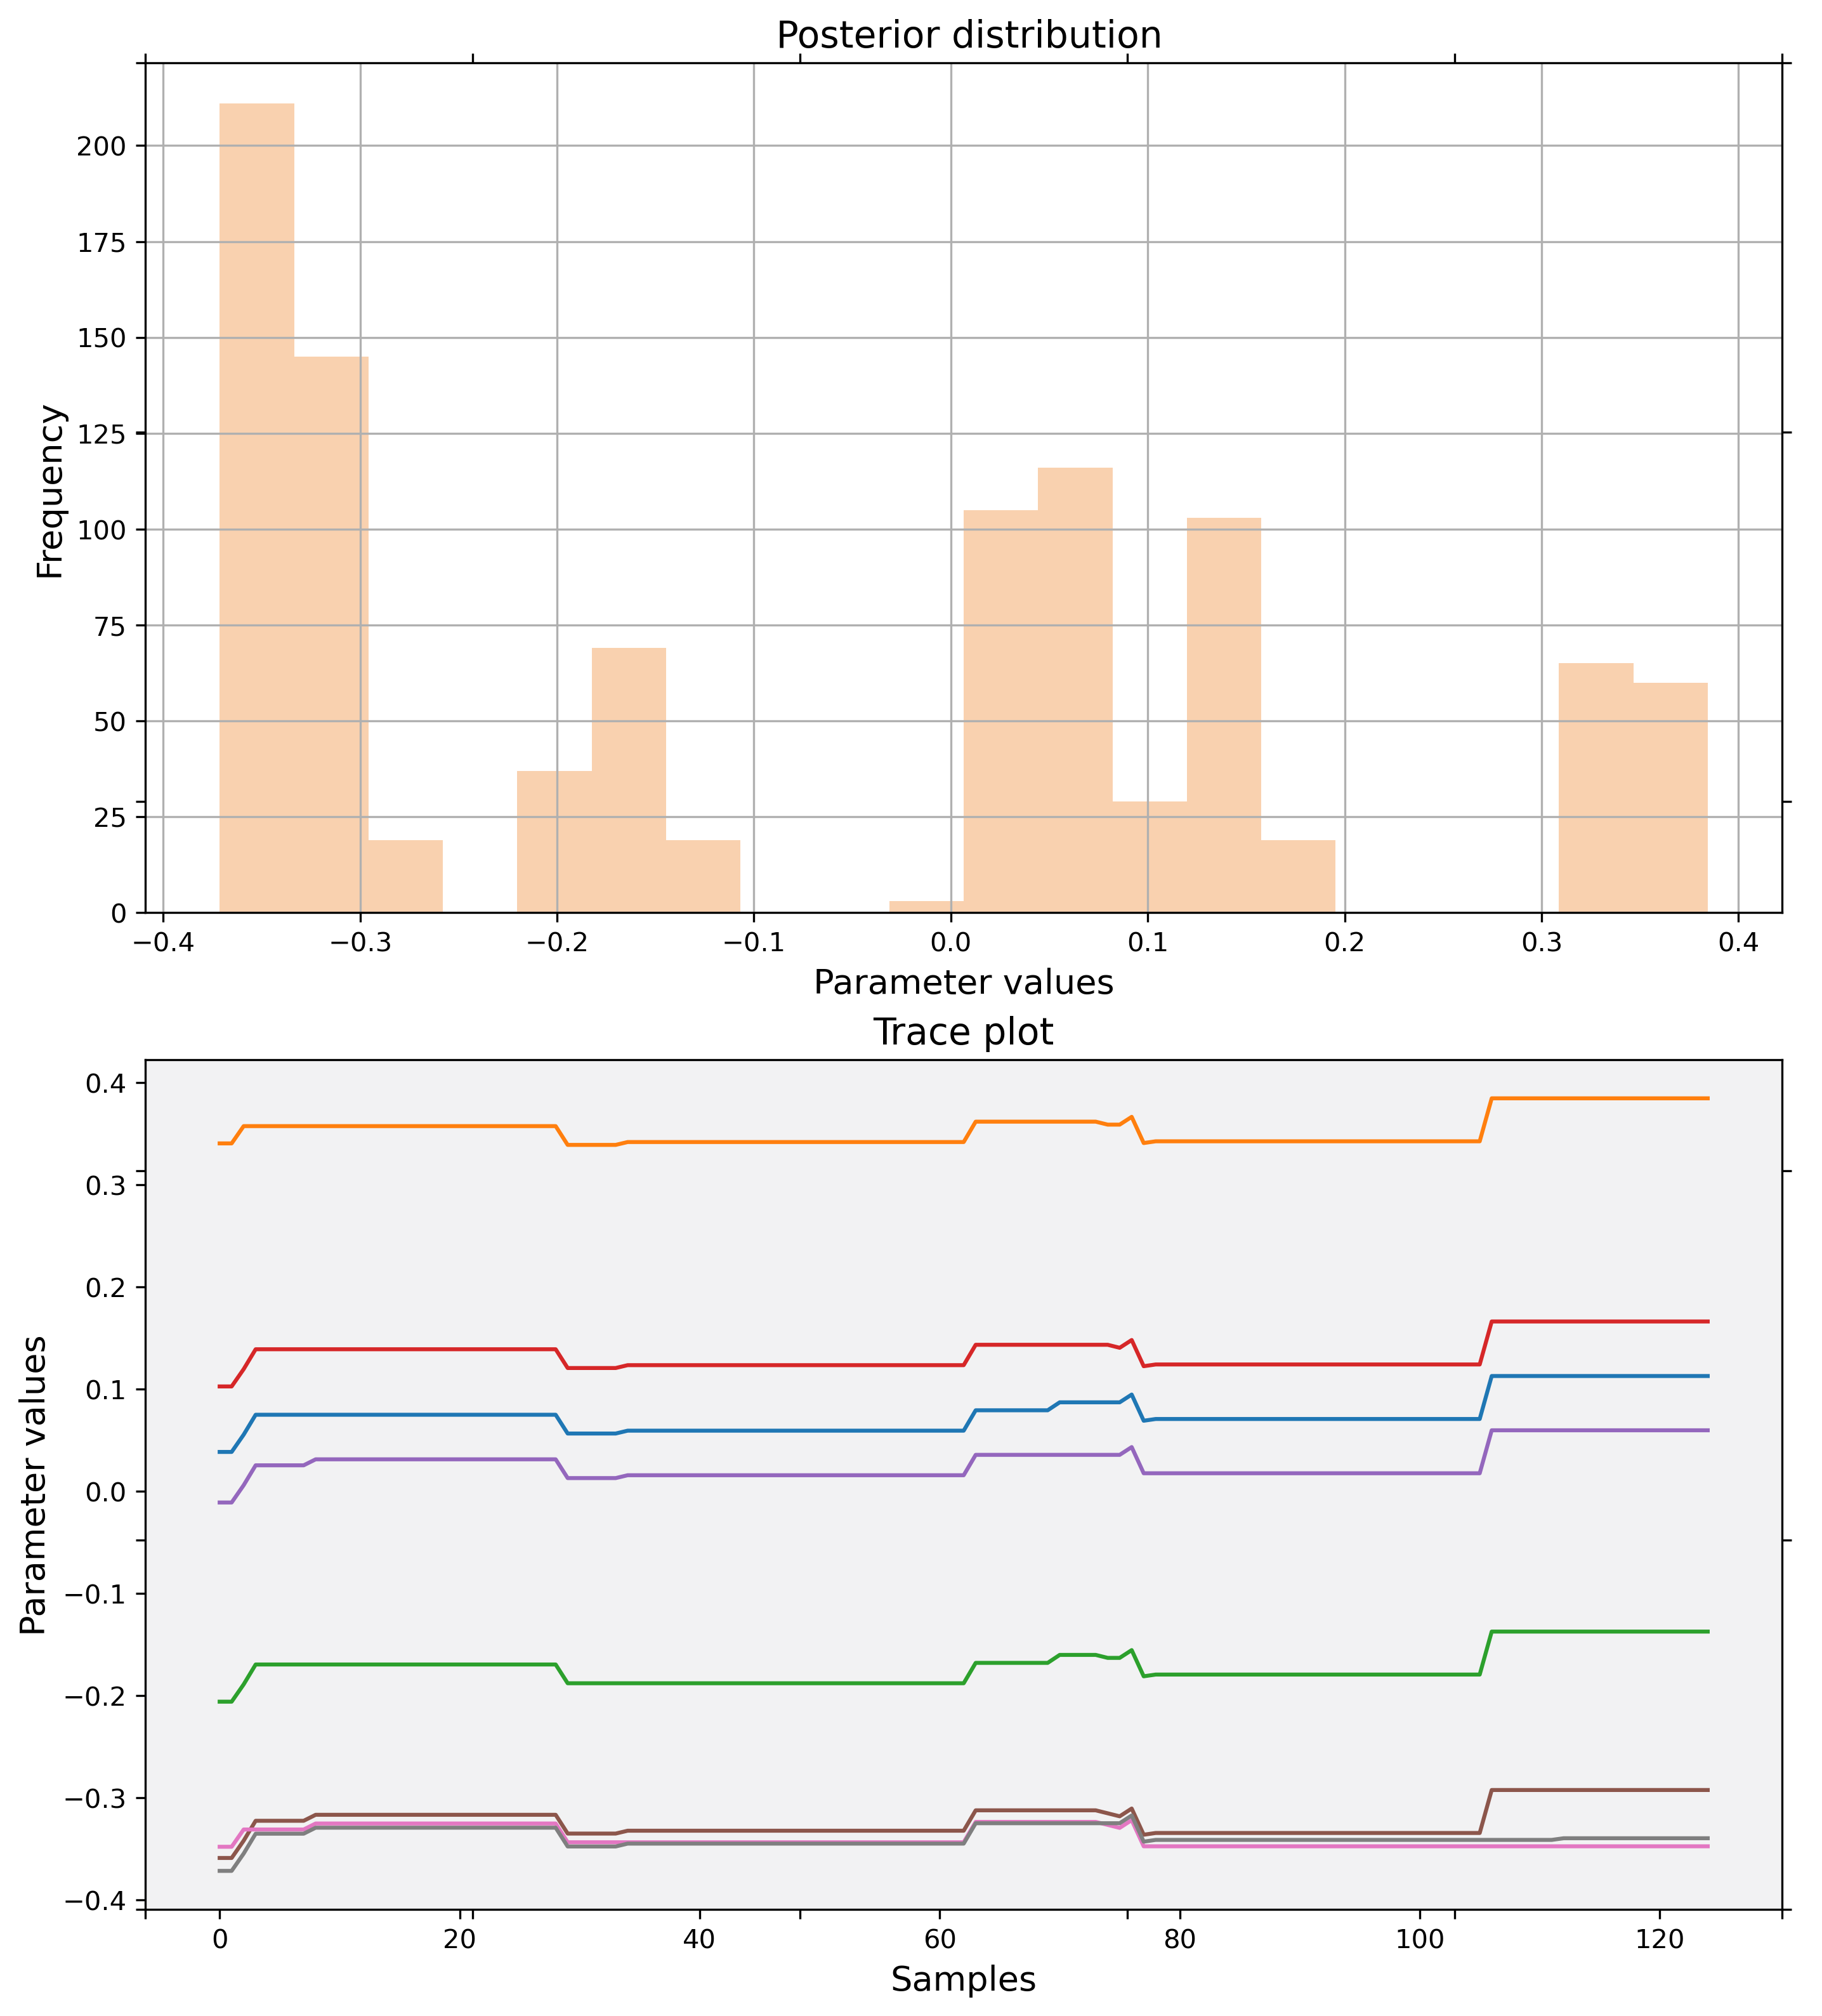 Posterior distribution
Frequency
200
175
150
125
100
75
50
25
0
−0.4 −0.3 −0.2 −0.1 0.0 0.1 0.2 0.3 0.4
Parameter values
Trace plot
Parameter values
0.4
0.3
0.2
0.1
0.0
−0.1
−0.2
−0.3
−0.4
0 20 40 60 80 100 120
Samples